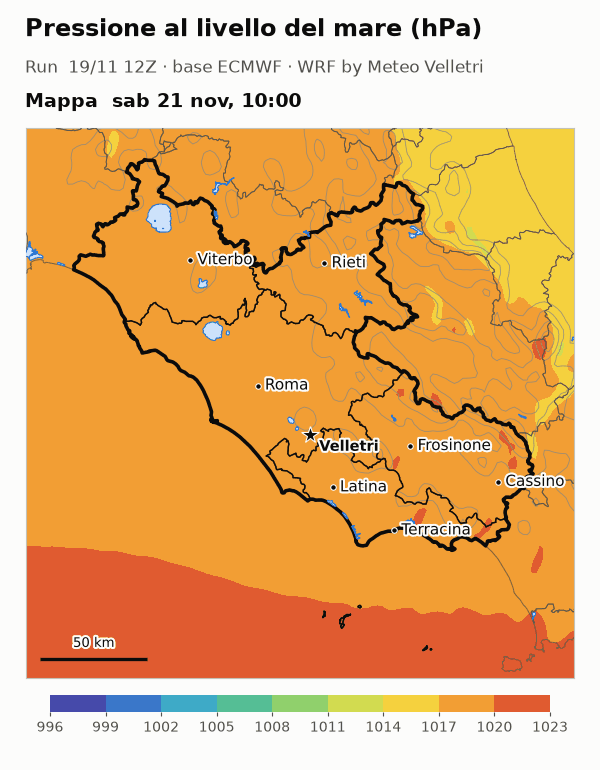 Pressione al livello del mare (hPa)
Run  19/11 12Z · base ECMWF · WRF by Meteo Velletri
Mappa  sab 21 nov, 10:00
Viterbo
Rieti
Roma
Velletri
Frosinone
Latina
Cassino
Terracina
50 km
996 999 1002 1005 1008 1011 1014 1017 1020 1023